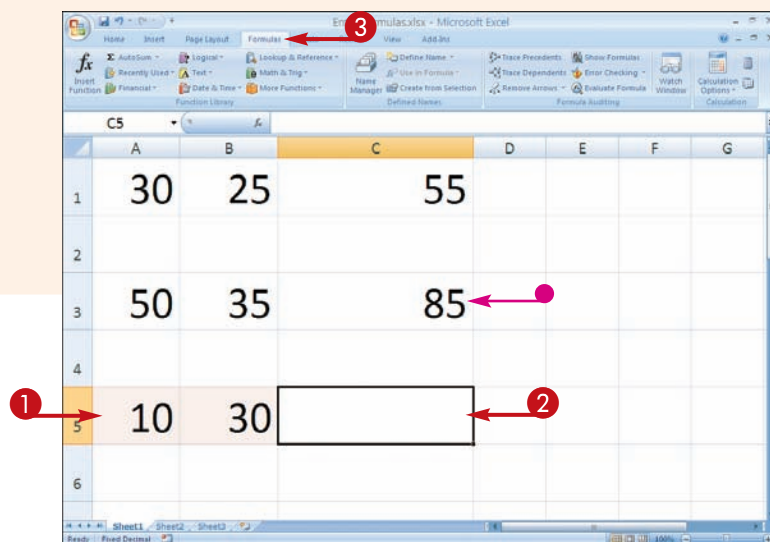 En
mulas.xlsx - Microsoft Excel
3
Home Insert Page Layout Formulas View Add-Ins
fx Insert Function
Σ AutoSum Logical Lookup & Reference
Recently Used Text Math & Trig
Financial Date & Time More Functions
Function Library
Name Manager
Define Name
Use in Formula
Create from Selection
Defined Names
Trace Precedents Show Formulas
Trace Dependents Error Checking
Remove Arrows Evaluate Formula
Formula Auditing
Watch Window
Calculation Options
Calculation
C5 fx
A B C D E F G
1 30 25 55
2
3 50 35 85
4
1 5 10 30 2
6
Sheet1 Sheet2 Sheet3
Ready Fixed Decimal 100%